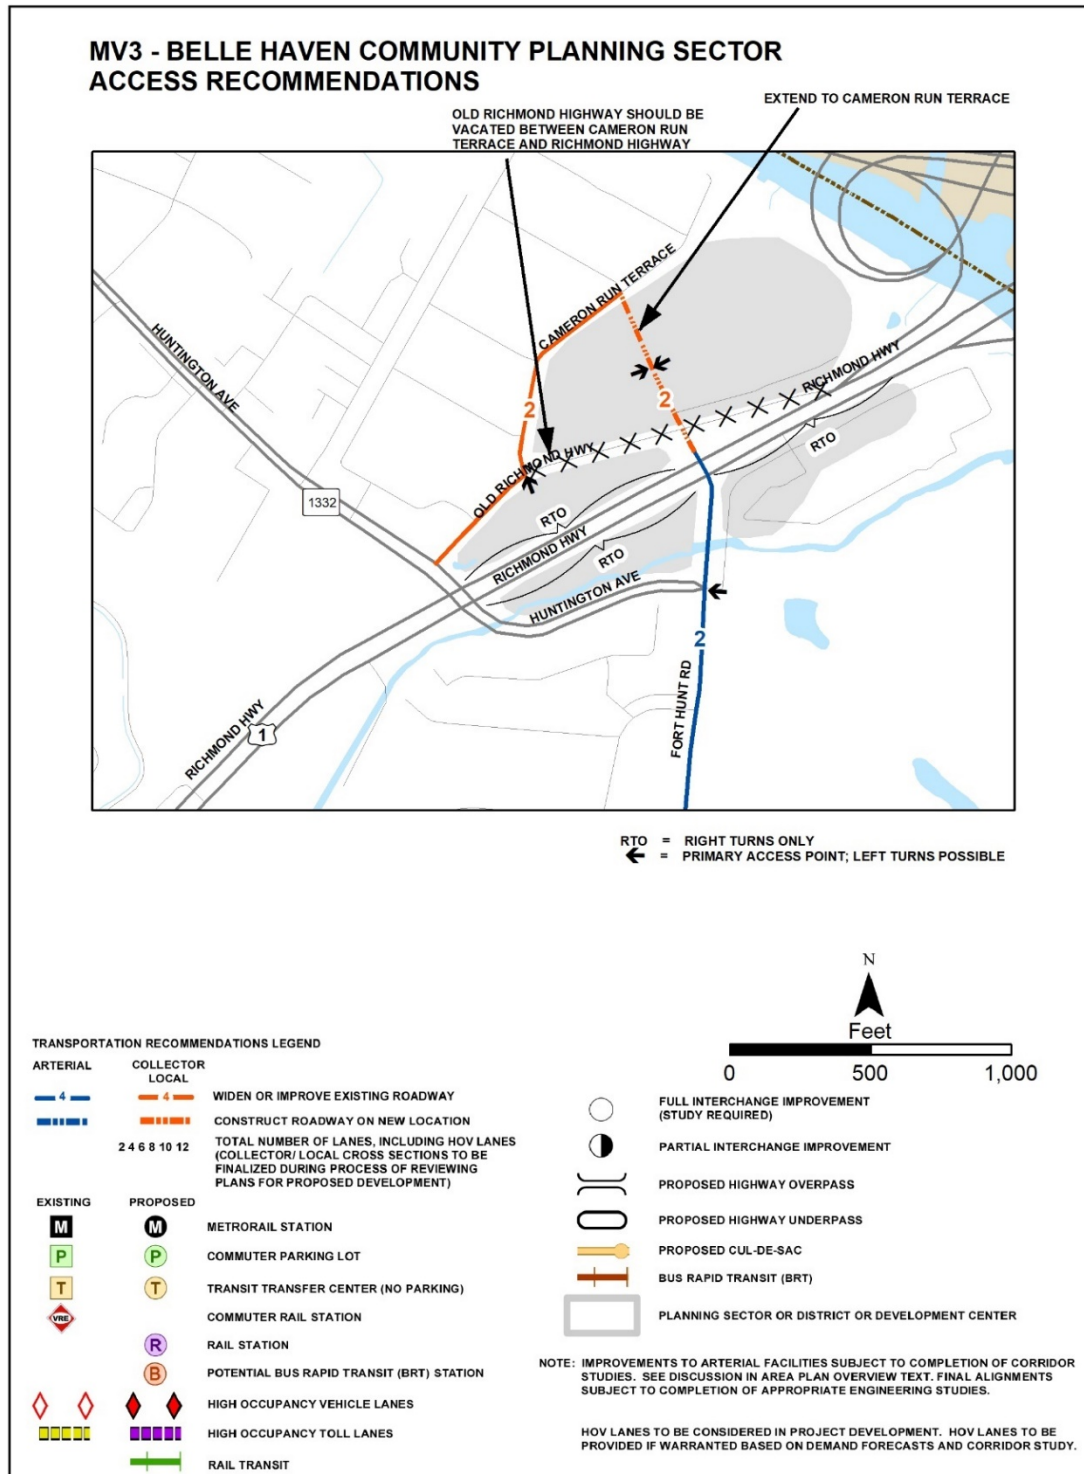 MV3 - BELLE HAVEN COMMUNITY PLANNING SECTOR
ACCESS RECOMMENDATIONS
OLD RICHMOND HIGHWAY SHOULD BE
VACATED BETWEEN CAMERON RUN
TERRACE AND RICHMOND HIGHWAY
EXTEND TO CAMERON RUN TERRACE
CAMERON RUN TERRACE
HUNTINGTON AVE
RICHMOND HWY
2
2
OLD RICHMOND HWY
RTO
1332
RTO
RICHMOND HWY
RTO
HUNTINGTON AVE
2
FORT HUNT RD
RICHMOND HWY
1
RTO = RIGHT TURNS ONLY
= PRIMARY ACCESS POINT; LEFT TURNS POSSIBLE
N
Feet
0 500 1,000
TRANSPORTATION RECOMMENDATIONS LEGEND
ARTERIAL
COLLECTOR
LOCAL
4 4 WIDEN OR IMPROVE EXISTING ROADWAY
CONSTRUCT ROADWAY ON NEW LOCATION
2 4 6 8 10 12 TOTAL NUMBER OF LANES, INCLUDING HOV LANES
(COLLECTOR/ LOCAL CROSS SECTIONS TO BE
FINALIZED DURING PROCESS OF REVIEWING
PLANS FOR PROPOSED DEVELOPMENT)
EXISTING PROPOSED
M M METRORAIL STATION
P P COMMUTER PARKING LOT
T T TRANSIT TRANSFER CENTER (NO PARKING)
VRE COMMUTER RAIL STATION
R RAIL STATION
B POTENTIAL BUS RAPID TRANSIT (BRT) STATION
HIGH OCCUPANCY VEHICLE LANES
HIGH OCCUPANCY TOLL LANES
RAIL TRANSIT
FULL INTERCHANGE IMPROVEMENT
(STUDY REQUIRED)
PARTIAL INTERCHANGE IMPROVEMENT
PROPOSED HIGHWAY OVERPASS
PROPOSED HIGHWAY UNDERPASS
PROPOSED CUL-DE-SAC
BUS RAPID TRANSIT (BRT)
PLANNING SECTOR OR DISTRICT OR DEVELOPMENT CENTER
NOTE: IMPROVEMENTS TO ARTERIAL FACILITIES SUBJECT TO COMPLETION OF CORRIDOR
STUDIES. SEE DISCUSSION IN AREA PLAN OVERVIEW TEXT. FINAL ALIGNMENTS
SUBJECT TO COMPLETION OF APPROPRIATE ENGINEERING STUDIES.
HOV LANES TO BE CONSIDERED IN PROJECT DEVELOPMENT. HOV LANES TO BE
PROVIDED IF WARRANTED BASED ON DEMAND FORECASTS AND CORRIDOR STUDY.